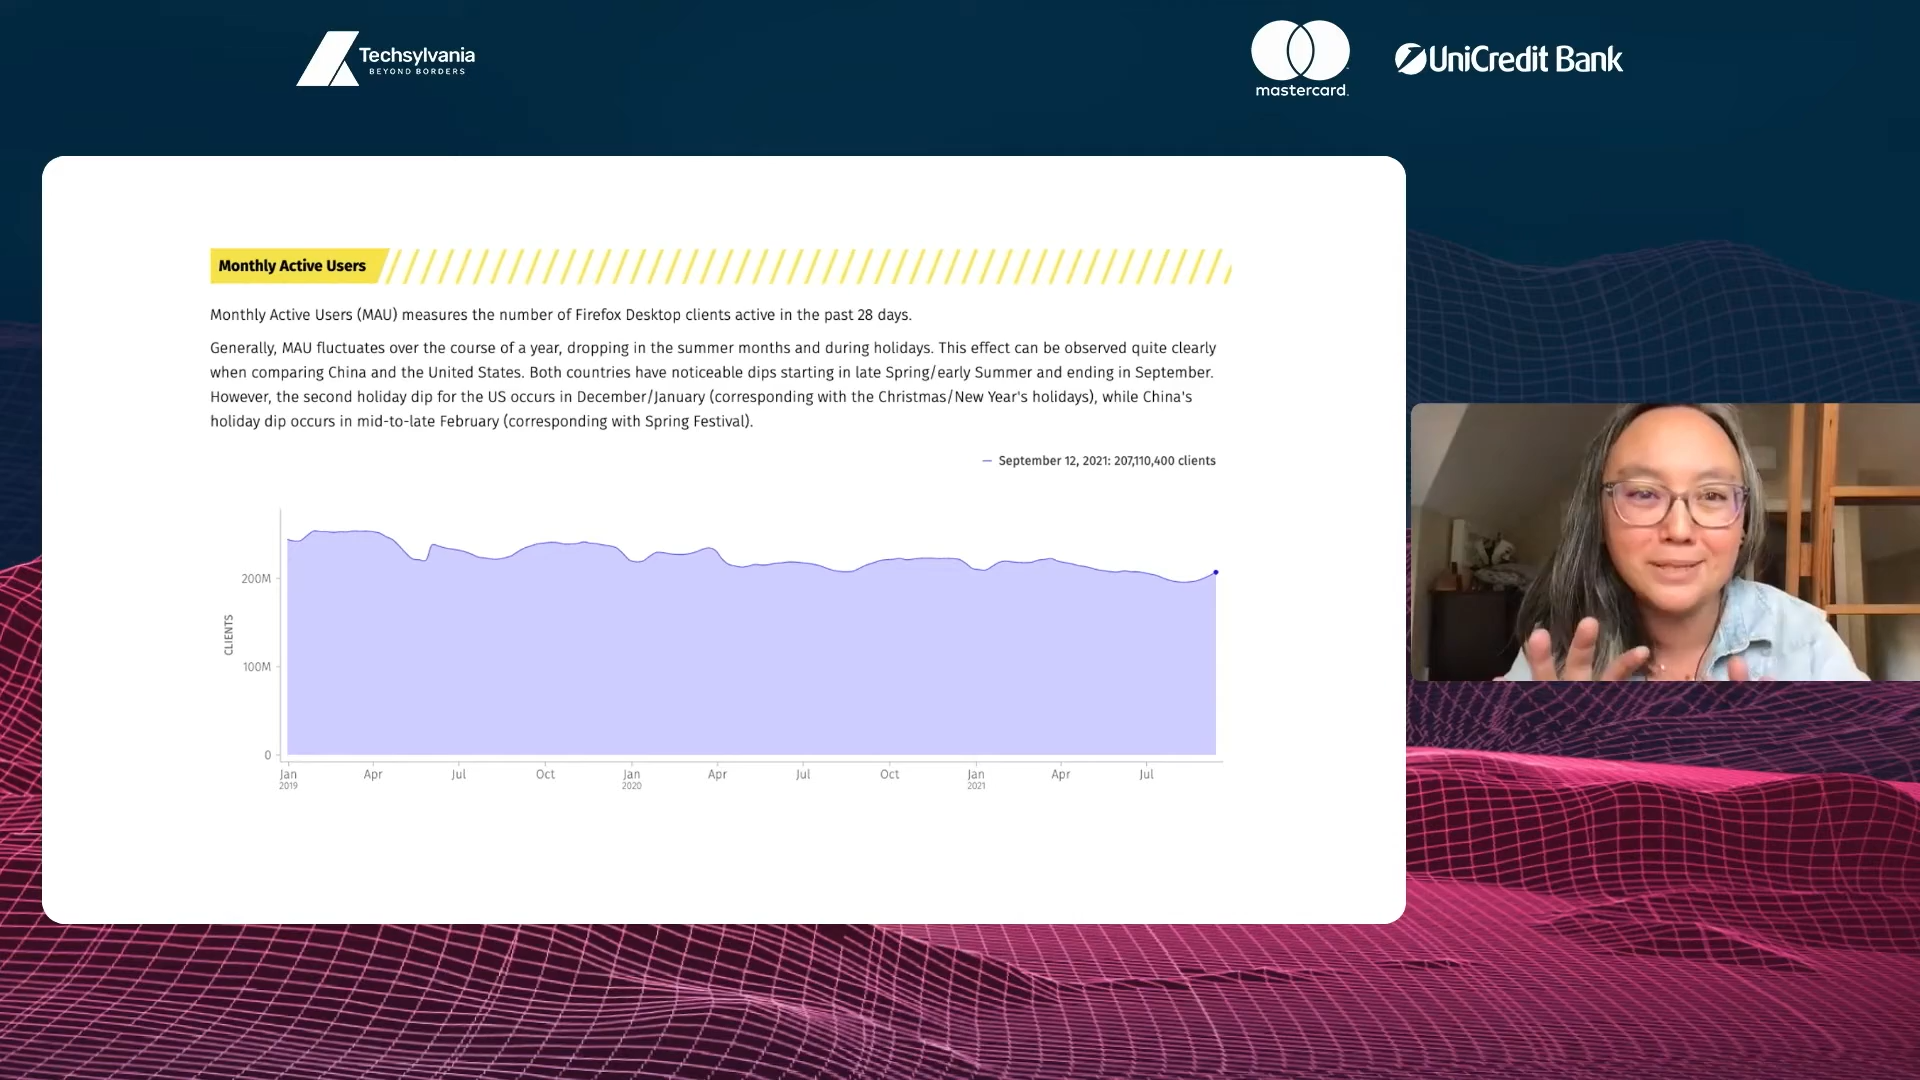 Techsylvania
BEYOND BORDERS
mastercard.
UniCredit Bank
Monthly Active Users
Monthly Active Users (MAU) measures the number of Firefox Desktop clients active in the past 28 days.
Generally, MAU fluctuates over the course of a year, dropping in the summer months and during holidays. This effect can be observed quite clearly
when comparing China and the United States. Both countries have noticeable dips starting in late Spring/early Summer and ending in September.
However, the second holiday dip for the US occurs in December/January (corresponding with the Christmas/New Year's holidays), while China's
holiday dip occurs in mid-to-late February (corresponding with Spring Festival).
September 12, 2021: 207,110,400 clients
200M
CLIENTS
100M
0
Jan Apr Jul Oct Jan Apr Jul Oct Jan Apr Jul
2019 2020 2021